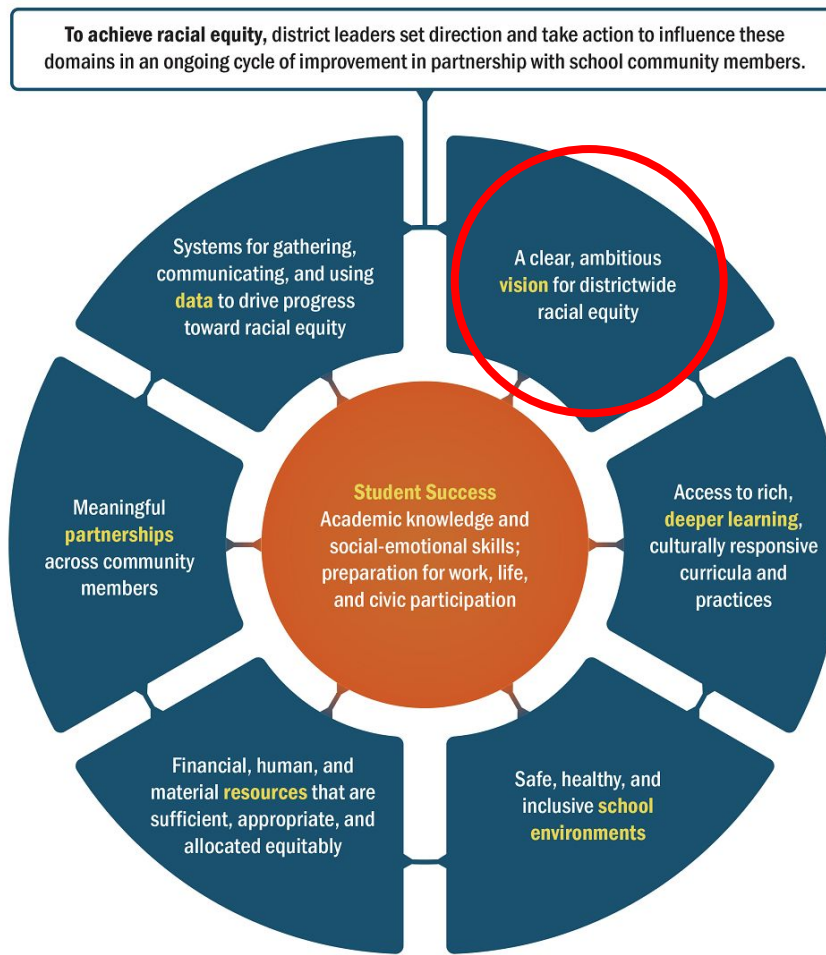 To achieve racial equity, district leaders set direction and take action to influence these
domains in an ongoing cycle of improvement in partnership with school community members.
A clear, ambitious
vision for districtwide
racial equity
Access to rich,
deeper learning,
culturally responsive
curricula and
practices
Safe, healthy, and
inclusive school
environments
Financial, human, and
material resources that are
sufficient, appropriate, and
allocated equitably
Meaningful
partnerships
across community
members
Systems for gathering,
communicating, and using
data to drive progress
toward racial equity
Student Success
Academic knowledge and
social-emotional skills;
preparation for work, life,
and civic participation